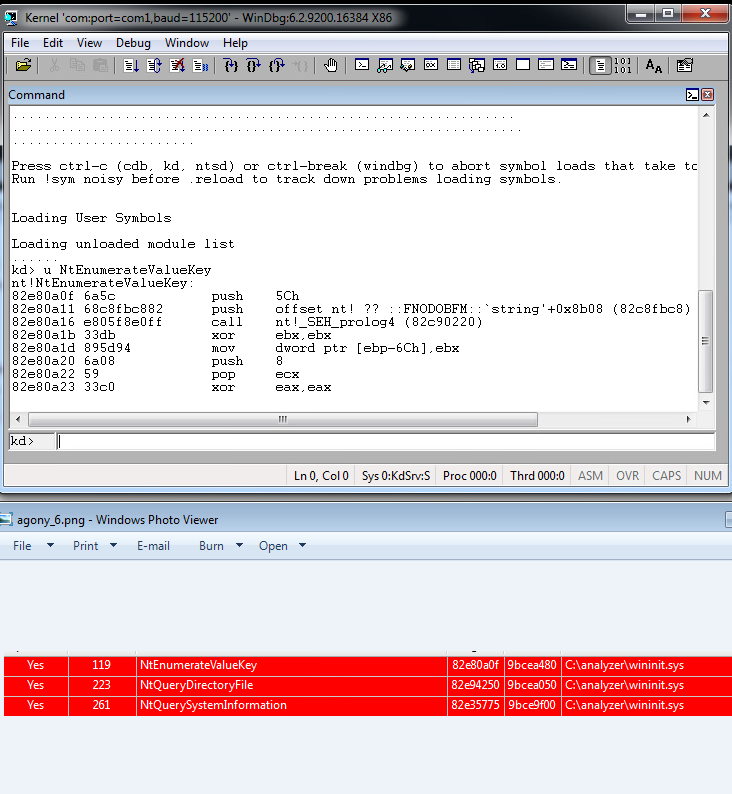 Kernel 'com:port=com1,baud=115200' - WinDbg:6.2.9200.16384 X86
File Edit View Debug Window Help
Command
Press ctrl-c (cdb, kd, ntsd) or ctrl-break (windbg) to abort symbol loads that take to
Run !sym noisy before .reload to track down problems loading symbols.
Loading User Symbols
Loading unloaded module list
......
kd> u NtEnumerateValueKey
nt!NtEnumerateValueKey:
82e80a0f 6a5c push 5Ch
82e80a11 68c8fbc882 push offset nt! ?? ::FNODOBFM::`string'+0x8b08 (82c8fbc8)
82e80a16 e805f8e0ff call nt!_SEH_prolog4 (82c90220)
82e80a1b 33db xor ebx,ebx
82e80a1d 895d94 mov dword ptr [ebp-6Ch],ebx
82e80a20 6a08 push 8
82e80a22 59 pop ecx
82e80a23 33c0 xor eax,eax
kd>
Ln 0, Col 0 Sys 0:KdSrv:S Proc 000:0 Thrd 000:0 ASM OVR CAPS NUM
agony_6.png - Windows Photo Viewer
File Print E-mail Burn Open
Yes 119 NtEnumerateValueKey 82e80a0f 9bcea480 C:\analyzer\wininit.sys
Yes 223 NtQueryDirectoryFile 82e94250 9bcea050 C:\analyzer\wininit.sys
Yes 261 NtQuerySystemInformation 82e35775 9bce9f00 C:\analyzer\wininit.sys